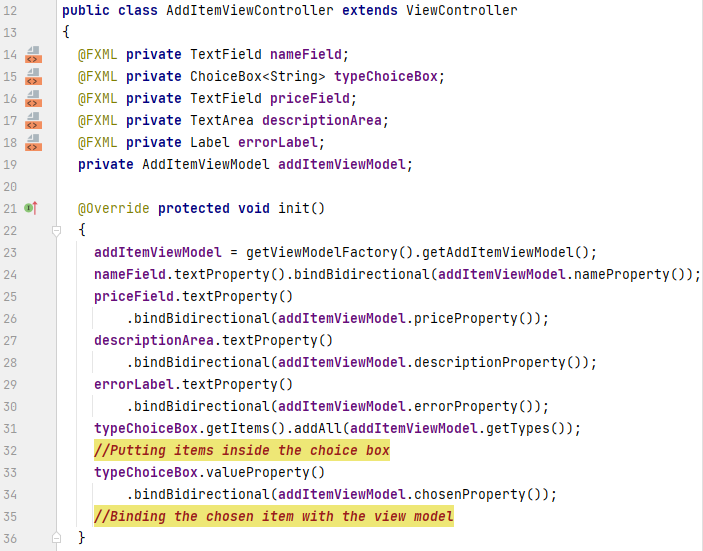 12 public class AddItemViewController extends ViewController
13 {
14 @FXML private TextField nameField;
15 @FXML private ChoiceBox<String> typeChoiceBox;
16 @FXML private TextField priceField;
17 @FXML private TextArea descriptionArea;
18 @FXML private Label errorLabel;
19 private AddItemViewModel addItemViewModel;
20
21 @Override protected void init()
22 {
23 addItemViewModel = getViewModelFactory().getAddItemViewModel();
24 nameField.textProperty().bindBidirectional(addItemViewModel.nameProperty());
25 priceField.textProperty()
26 .bindBidirectional(addItemViewModel.priceProperty());
27 descriptionArea.textProperty()
28 .bindBidirectional(addItemViewModel.descriptionProperty());
29 errorLabel.textProperty()
30 .bindBidirectional(addItemViewModel.errorProperty());
31 typeChoiceBox.getItems().addAll(addItemViewModel.getTypes());
32 //Putting items inside the choice box
33 typeChoiceBox.valueProperty()
34 .bindBidirectional(addItemViewModel.chosenProperty());
35 //Binding the chosen item with the view model
36 }